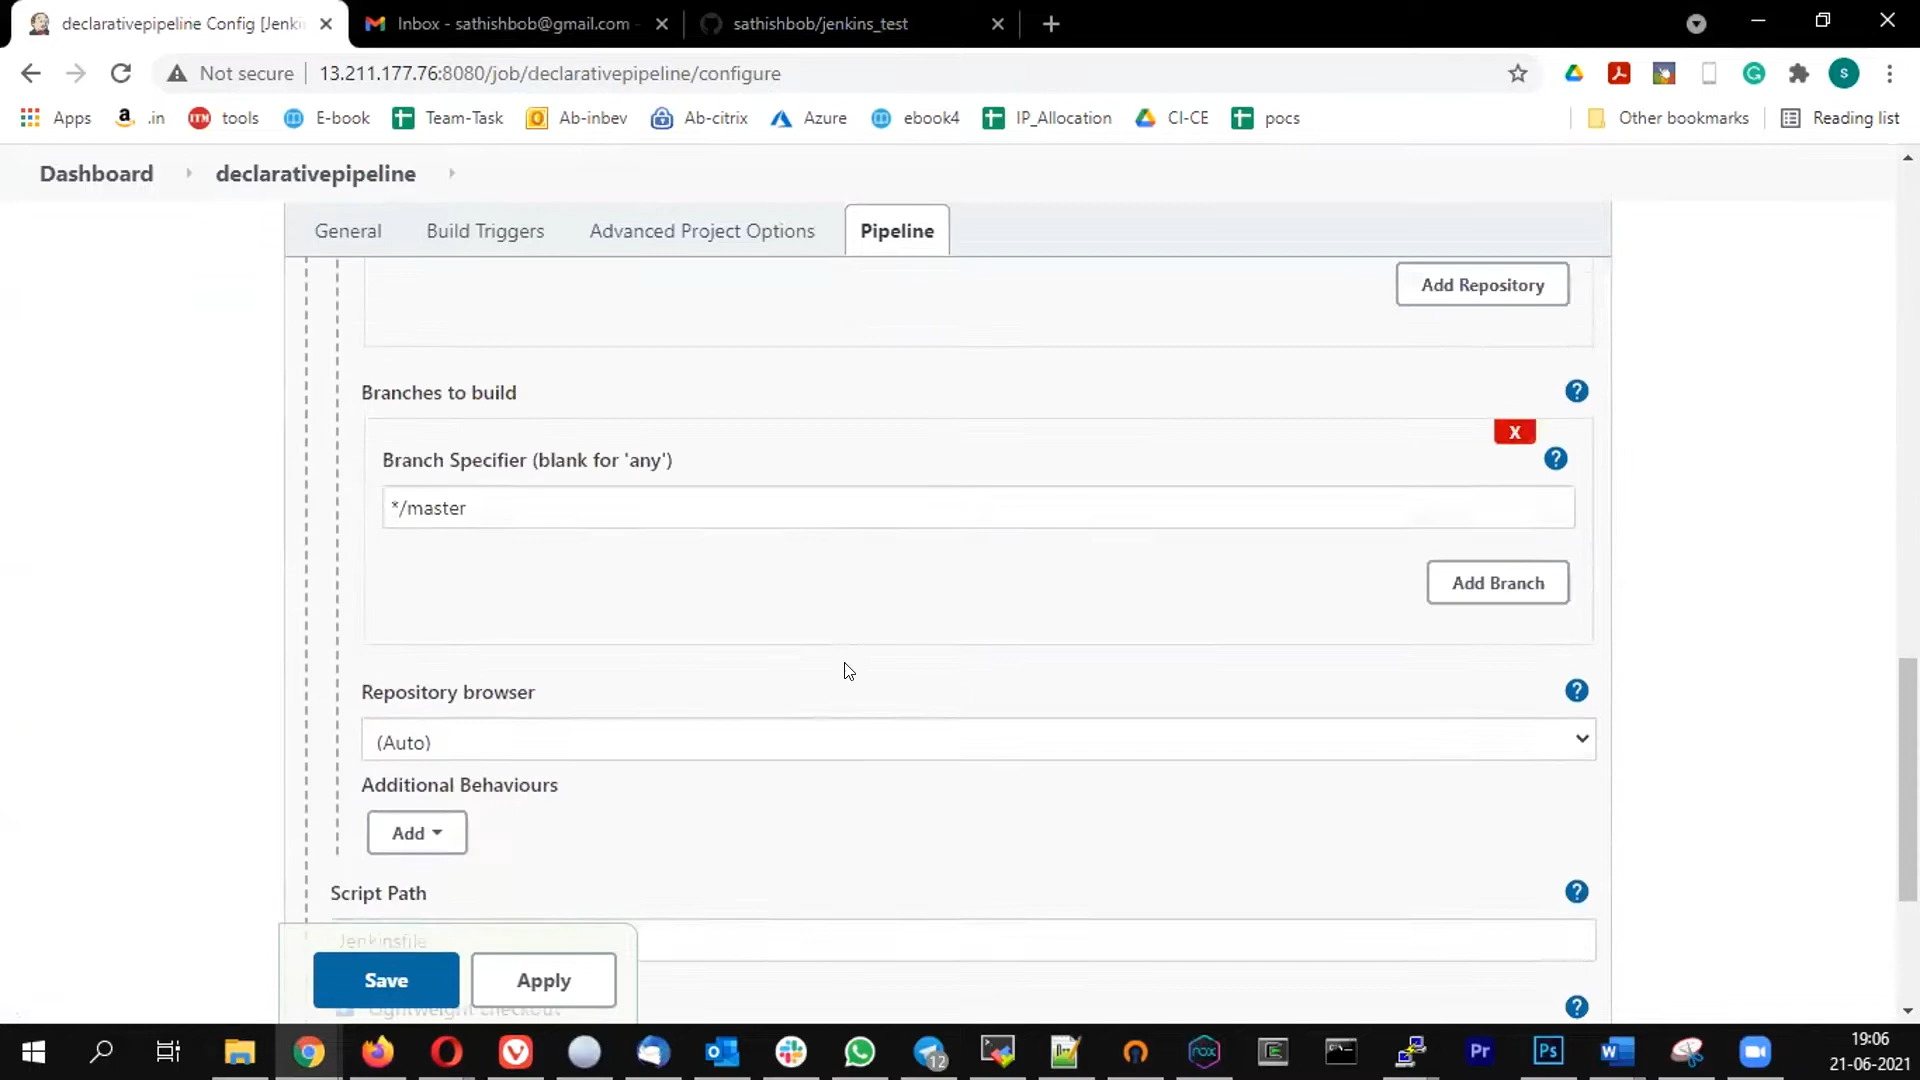 declarativepipeline Config [Jenki
Inbox - sathishbob@gmail.com -
sathishbob/jenkins_test
Not secure
13.211.177.76:8080/job/declarativepipeline/configure
S
Apps
.in
tools
E-book
Team-Task
Ab-inbev
Ab-citrix
Azure
ebook4
IP_Allocation
CI-CE
pocs
Other bookmarks
Reading list
Dashboard
declarativepipeline
General
Build Triggers
Advanced Project Options
Pipeline
Add Repository
Branches to build
?
X
Branch Specifier (blank for 'any')
?
*/master
Add Branch
Repository browser
?
(Auto)
Additional Behaviours
Add
Script Path
?
Jenkinsfile
Save
Apply
Lightweight checkout
?
12
nox
Pr
Ps
W
19:06
21-06-2021